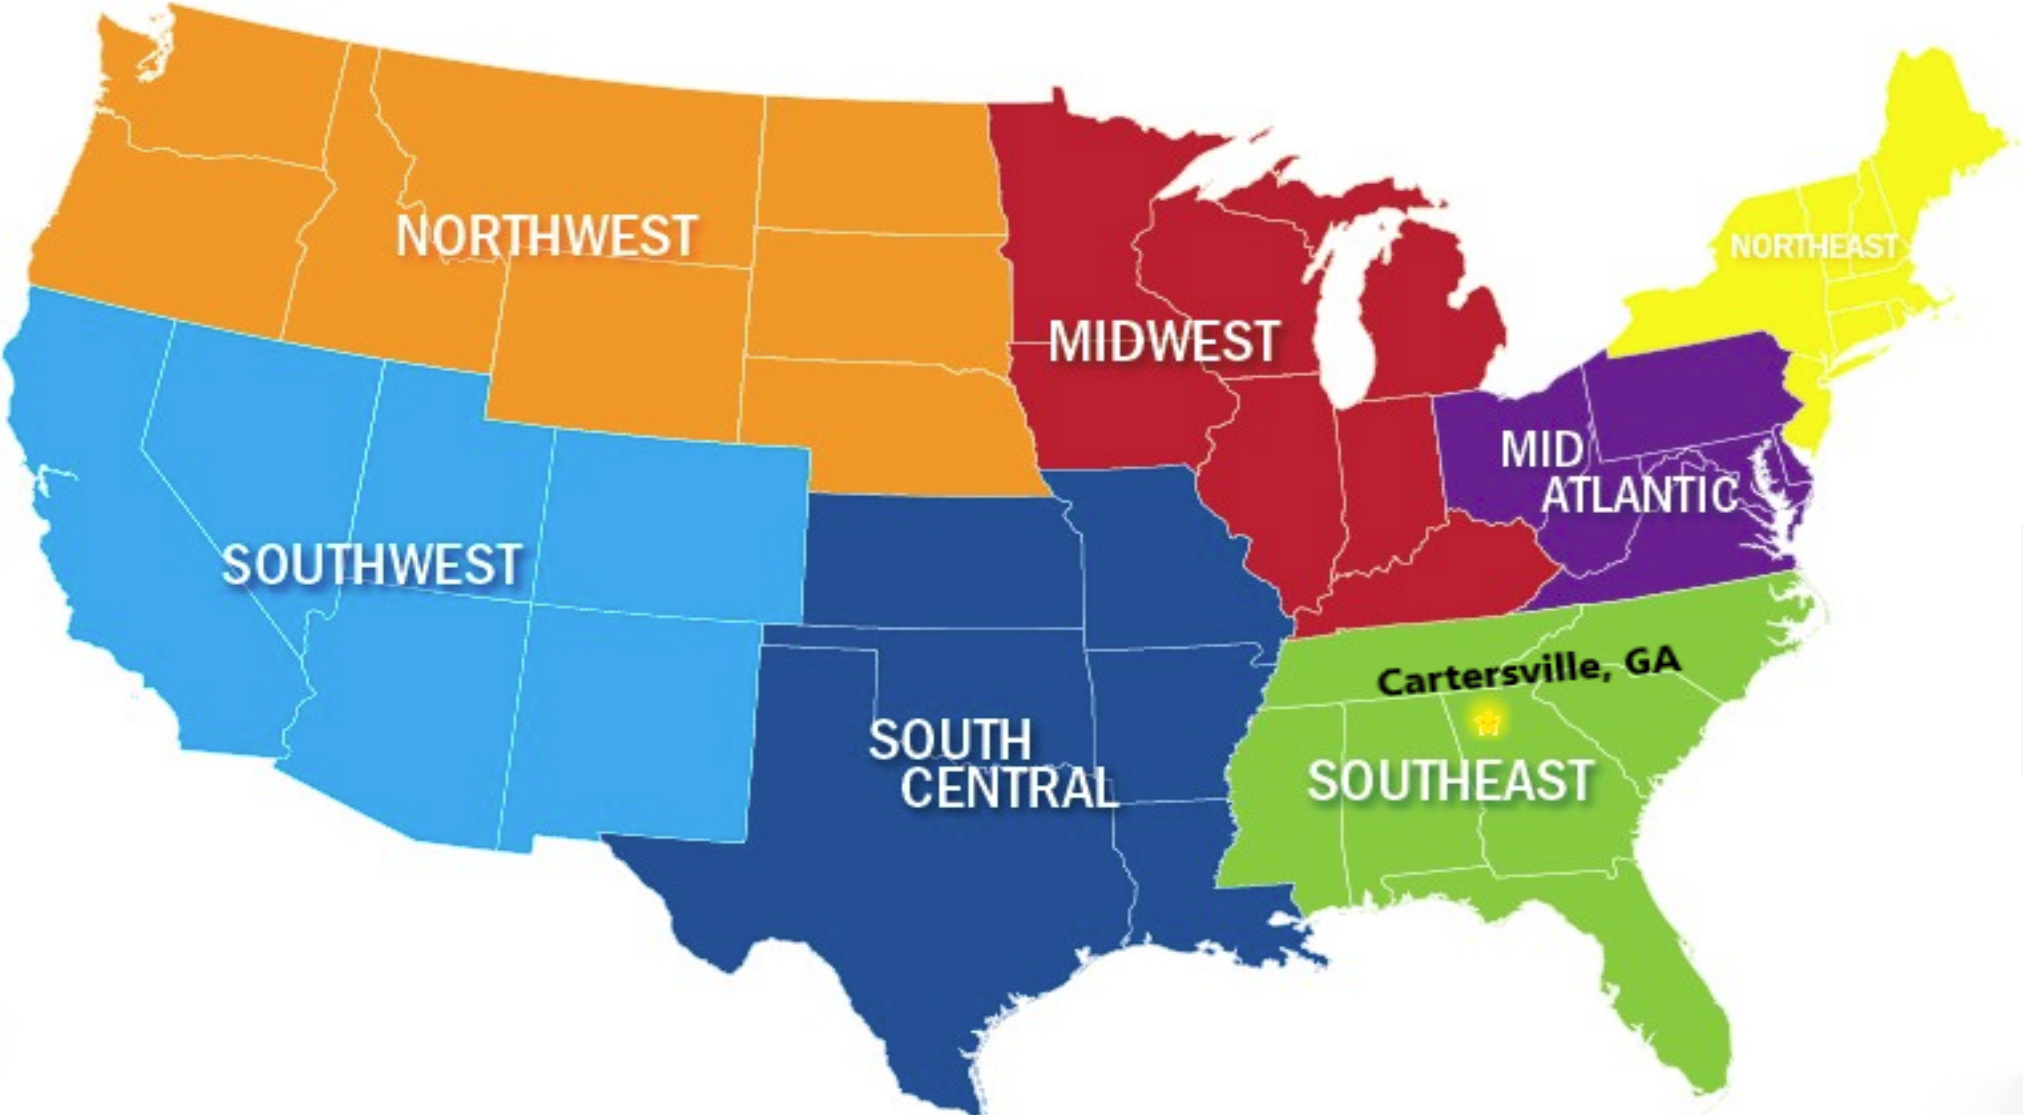 NORTHWEST
NORTHEAST
MIDWEST
MID
ATLANTIC
SOUTHWEST
Cartersville, GA
SOUTH
CENTRAL
SOUTHEAST